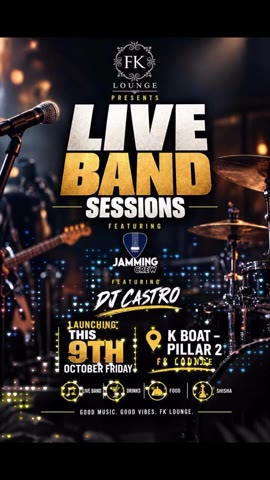 FK
LOUNGE
PRESENTS
LIVE
BAND
SESSIONS
FEATURING
JAMMING
CREW
FEATURING
DJ CASTRO
LAUNCHING
THIS
9TH
OCTOBER FRIDAY
K BOAT –
PILLAR 2
FK
LIVE BAND
DRINKS
FOOD
SHISHA
GOOD MUSIC. GOOD VIBES. FK LOUNGE.